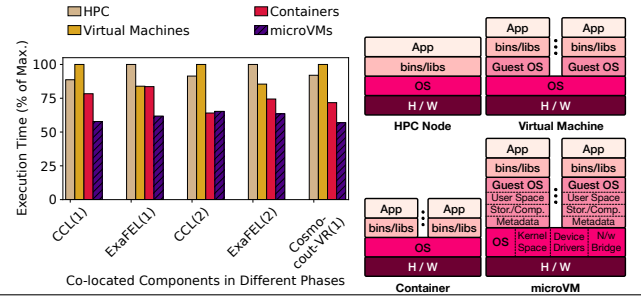 HPC
Containers
Virtual Machines
microVMs
Execution Time (% of Max.)
100
75
50
25
0
CCL(1)
ExaFEL(1)
CCL(2)
ExaFEL(2)
Cosmo-
cout-VR(1)
Co-located Components in Different Phases
App
bins/libs
OS
H / W
HPC Node
App
App
bins/libs
bins/libs
Guest OS
Guest OS
OS
H / W
Virtual Machine
App
App
bins/libs
bins/libs
OS
H / W
Container
App
App
bins/libs
bins/libs
Guest OS
Guest OS
User Space
User Space
Stor./Comp.
Stor./Comp.
Metadata
Metadata
OS
Kernel
Space
Device
Drivers
N/w
Bridge
H / W
microVM